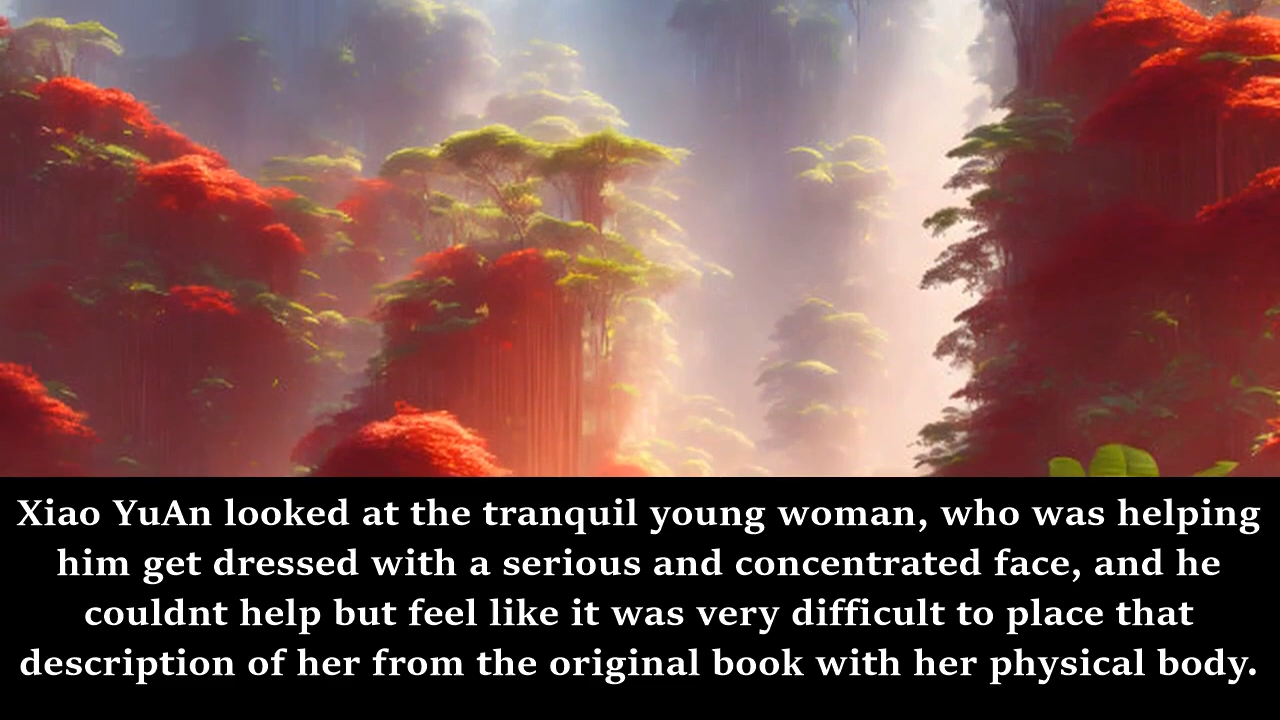 Xiao YuAn looked at the tranquil young woman, who was helping
him get dressed with a serious and concentrated face, and he
couldnt help but feel like it was very difficult to place that
description of her from the original book with her physical body.